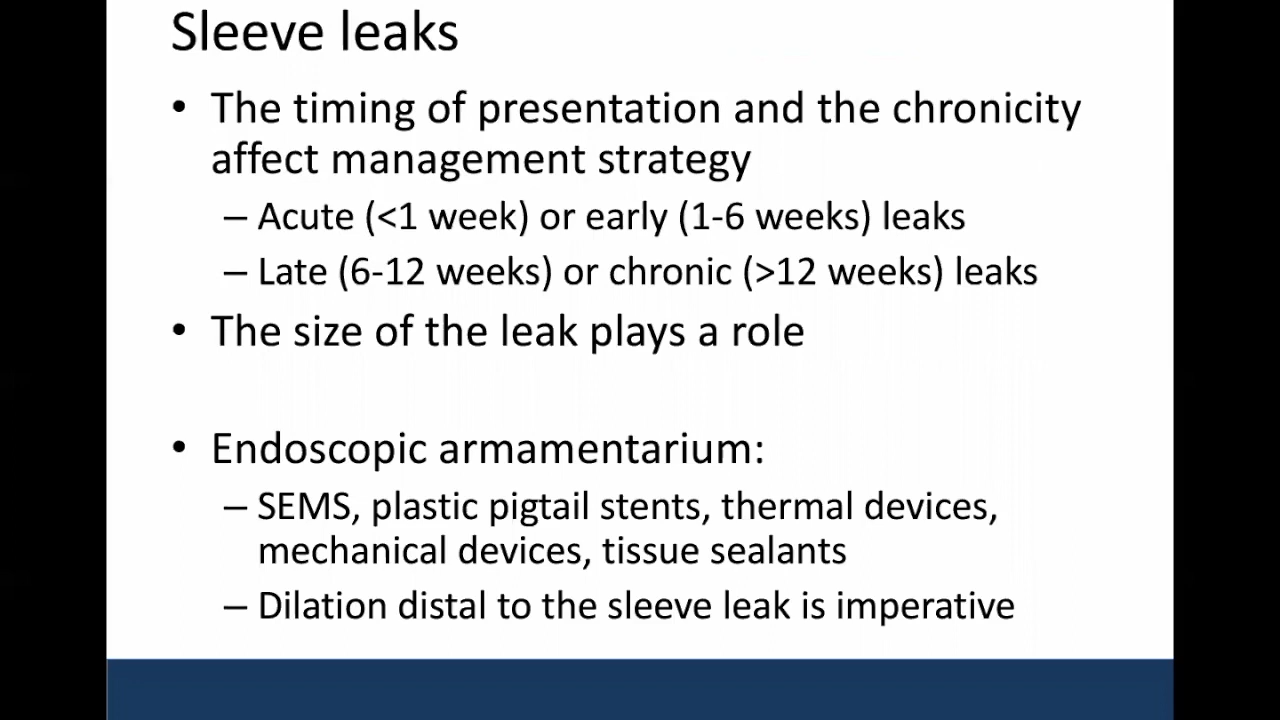 Sleeve leaks
• The timing of presentation and the chronicity
affect management strategy
– Acute (<1 week) or early (1-6 weeks) leaks
– Late (6-12 weeks) or chronic (>12 weeks) leaks
• The size of the leak plays a role
• Endoscopic armamentarium:
– SEMS, plastic pigtail stents, thermal devices,
mechanical devices, tissue sealants
– Dilation distal to the sleeve leak is imperative